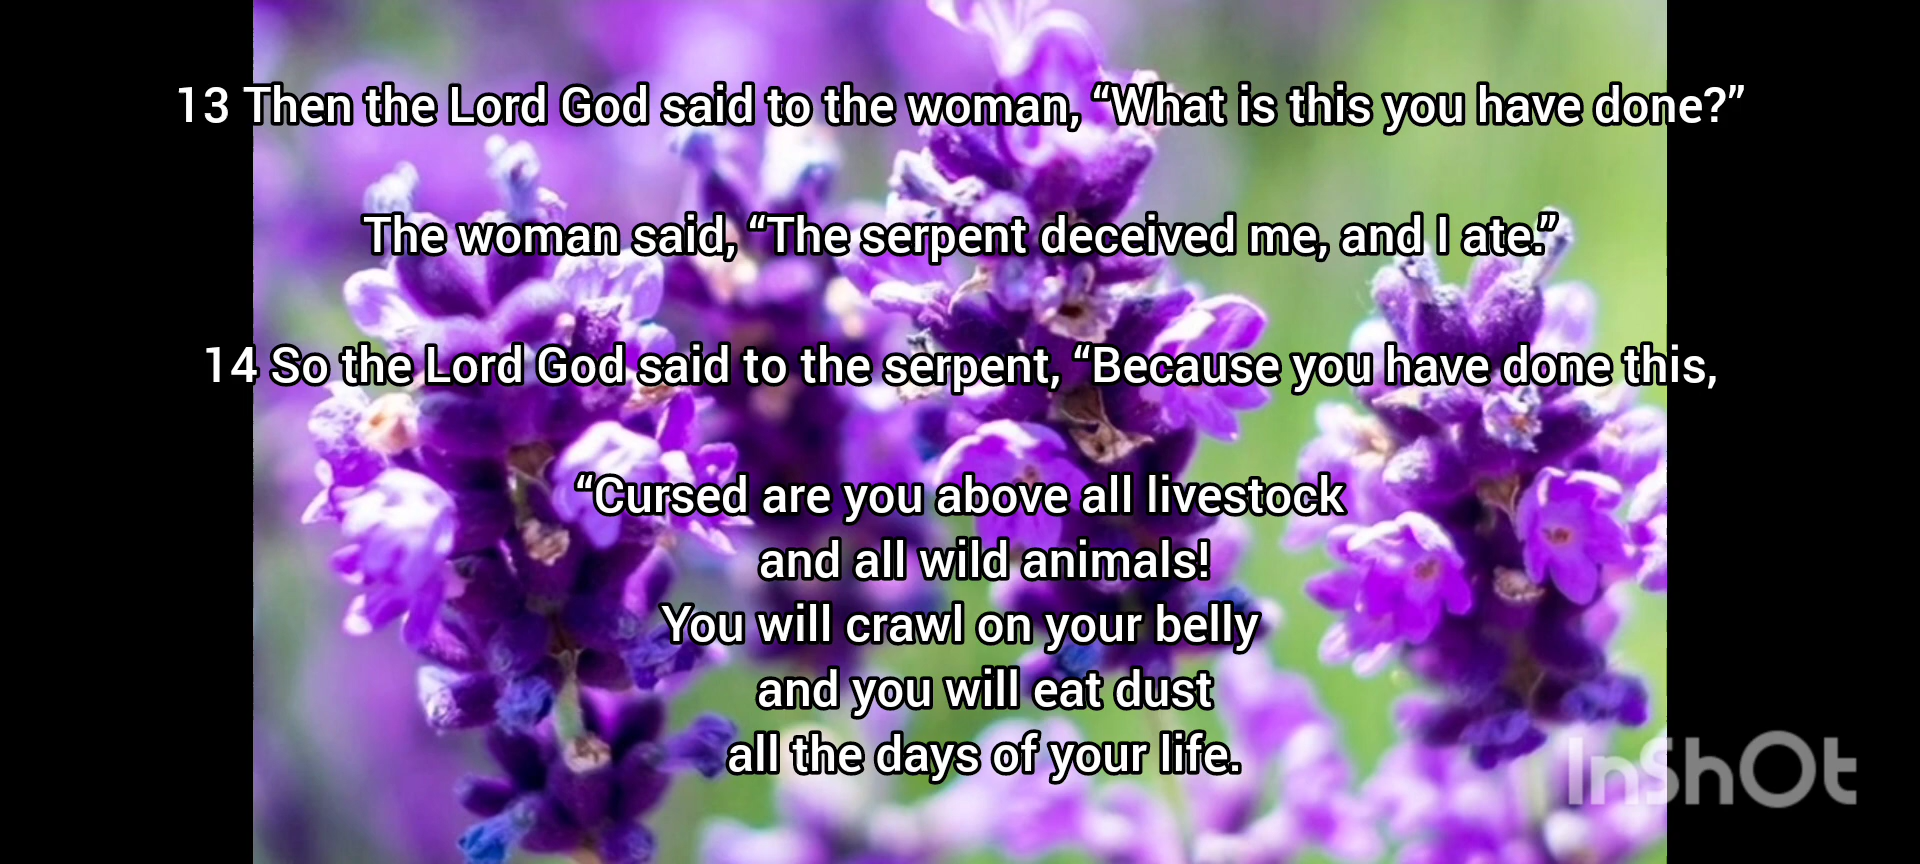 13 Then the Lord God said to the woman, “What is this you have done?”
The woman said, “The serpent deceived me, and I ate.”
14 So the Lord God said to the serpent, “Because you have done this,
“Cursed are you above all livestock
and all wild animals!
You will crawl on your belly
and you will eat dust
all the days of your life.
InShOt